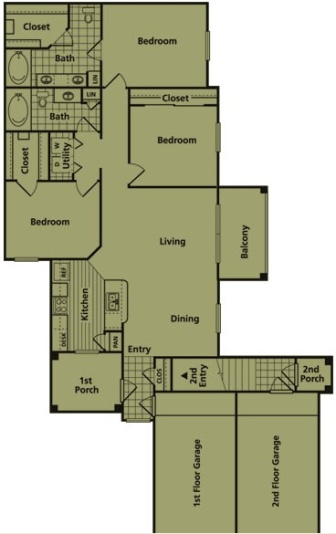 Closet
Bedroom
Bath
LIN
LIN
Closet
Bath
Closet
W
D
Utility
Bedroom
Bedroom
Living
Balcony
REF
Kitchen
Dining
DESK
PAN
Entry
1st
Porch
CLOS
2nd
Entry
2nd
Porch
1st Floor Garage
2nd Floor Garage